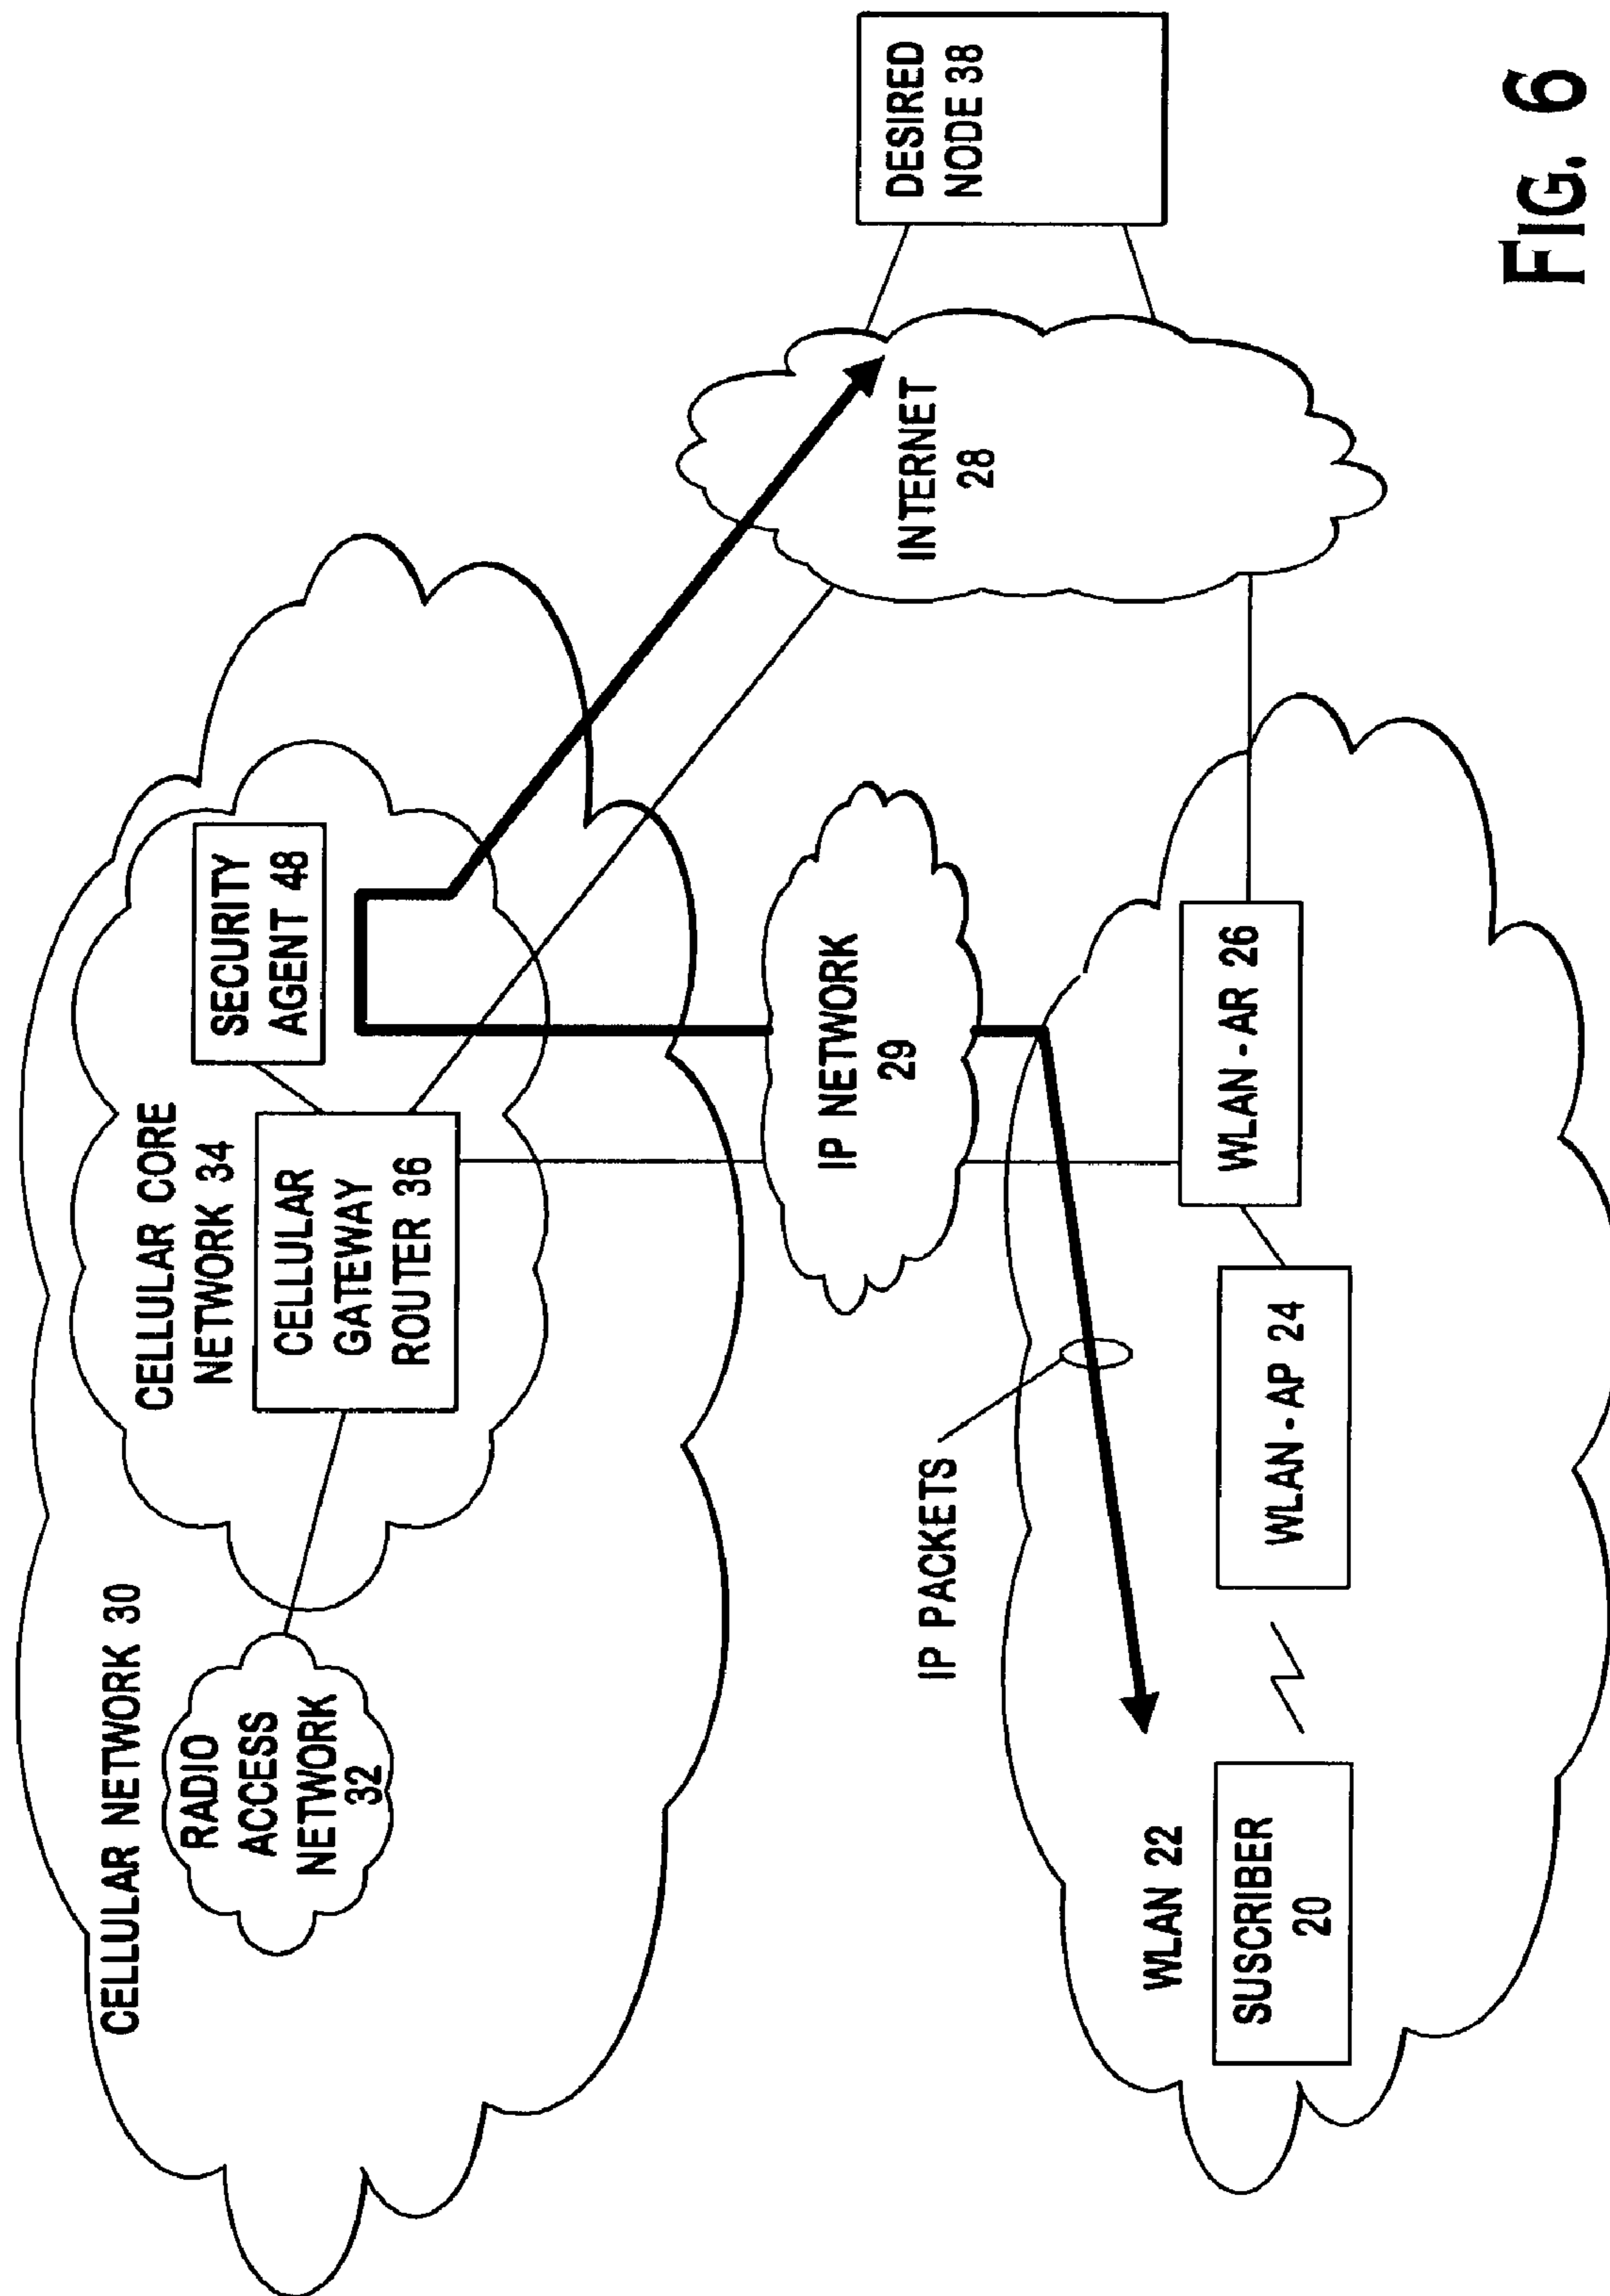 CELLULAR NETWORK 30
RADIO
ACCESS
NETWORK
32
CELLULAR CORE
NETWORK 34
CELLULAR
GATEWAY
ROUTER 36
SECURITY
AGENT 48
IP PACKETS
IP NETWORK
29
INTERNET
28
DESIRED
NODE 38
WLAN 22
SUSCRIBER
20
WLAN-AP 24
WLAN-AR 26
FIG. 6